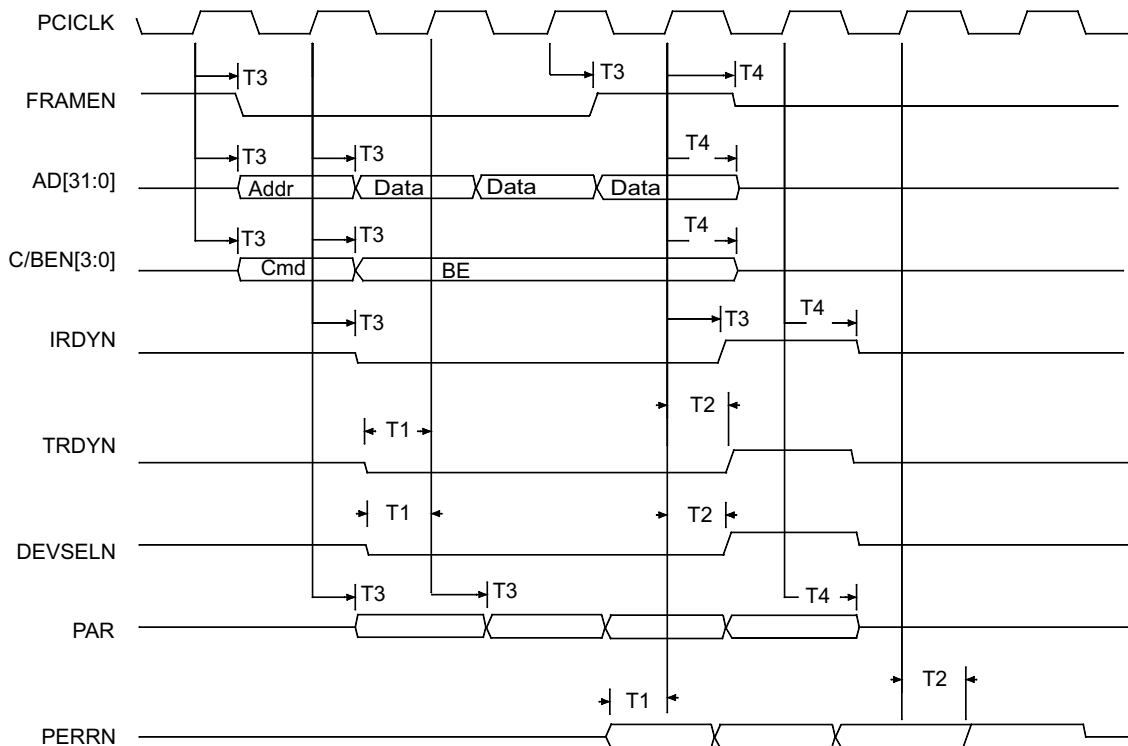 PCICLK
T3
T3
T4
FRAMEN
T3
T3
T4
AD[31:0]
Addr
Data
Data
Data
T3
T3
T4
C/BEN[3:0]
Cmd
BE
T3
T3
T4
IRDYN
T1
T2
TRDYN
T1
T2
DEVSELN
T3
T3
T4
PAR
T1
T2
PERRN